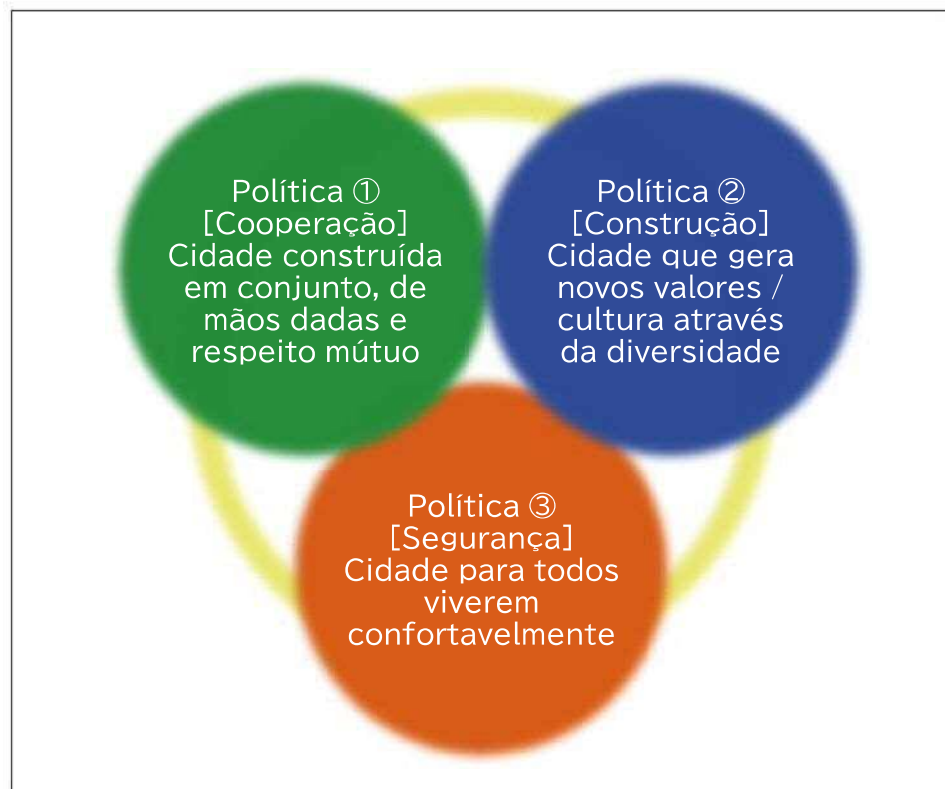 Política ①
[Cooperação]
Cidade construída
em conjunto, de
mãos dadas e
respeito mútuo
Política ②
[Construção]
Cidade que gera
novos valores /
cultura através
da diversidade
Política ③
[Segurança]
Cidade para todos
viverem
confortavelmente